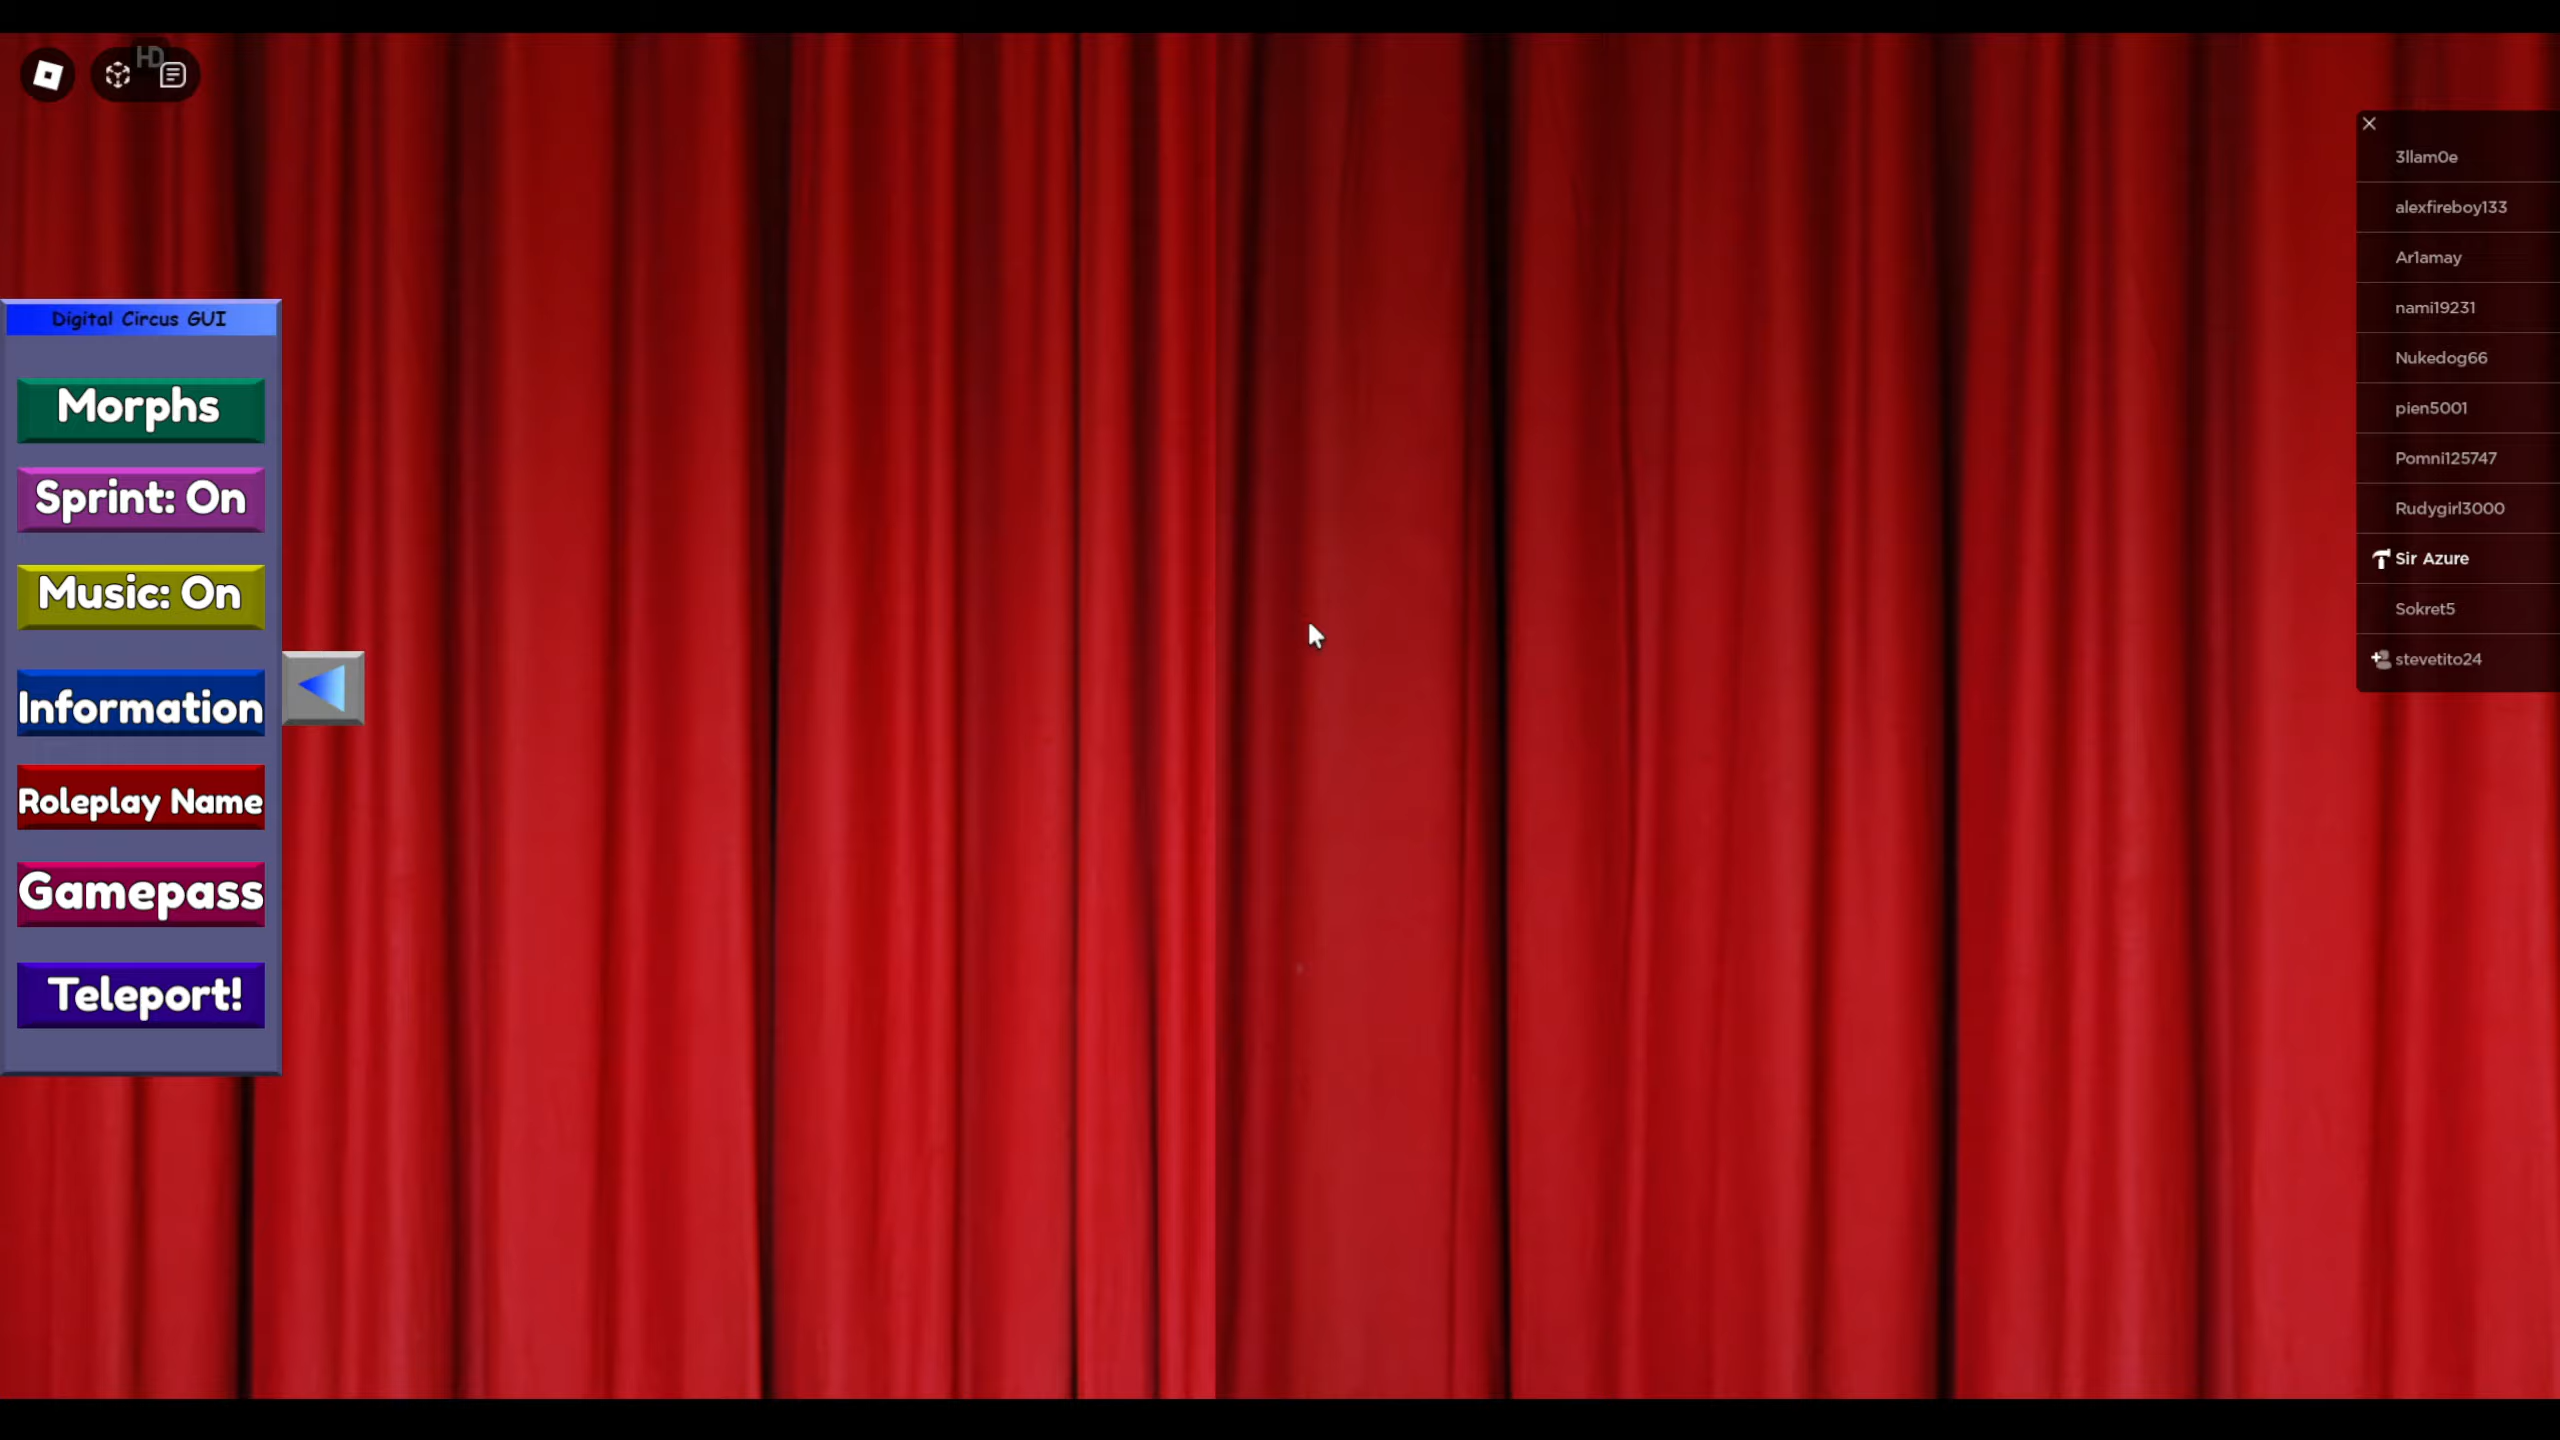 HD
Digital Circus GUI
Morphs
Sprint: On
Music: On
Information
Roleplay Name
Gamepass
Teleport!
3llam0e
alexfireboy133
Ar1amay
nami19231
Nukedog66
pien5001
Pomni125747
Rudygirl3000
Sir Azure
Sokret5
stevetito24